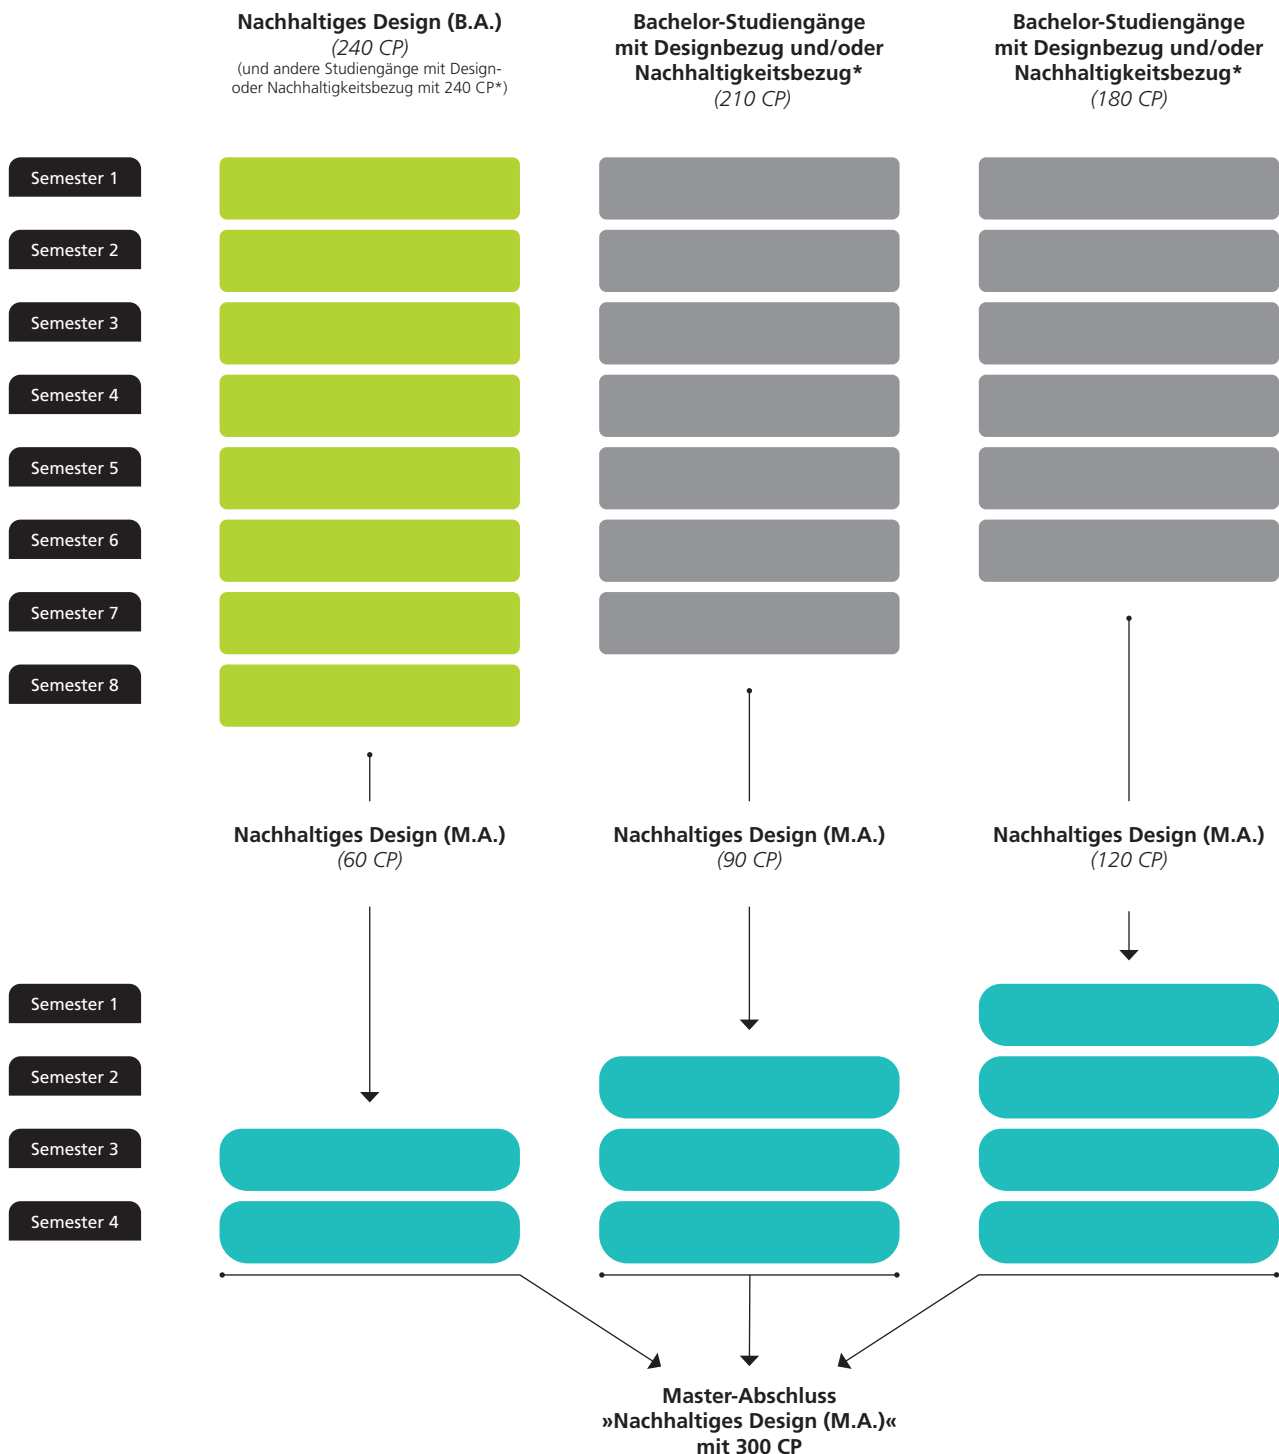 Nachhaltiges Design (B.A.)
(240 CP)
(und andere Studiengänge mit Design-
oder Nachhaltigkeitsbezug mit 240 CP*)
Bachelor-Studiengänge
mit Designbezug und/oder
Nachhaltigkeitsbezug*
(210 CP)
Bachelor-Studiengänge
mit Designbezug und/oder
Nachhaltigkeitsbezug*
(180 CP)
Semester 1
Semester 2
Semester 3
Semester 4
Semester 5
Semester 6
Semester 7
Semester 8
Nachhaltiges Design (M.A.)
(60 CP)
Nachhaltiges Design (M.A.)
(90 CP)
Nachhaltiges Design (M.A.)
(120 CP)
Semester 1
Semester 2
Semester 3
Semester 4
Master-Abschluss
»Nachhaltiges Design (M.A.)«
mit 300 CP